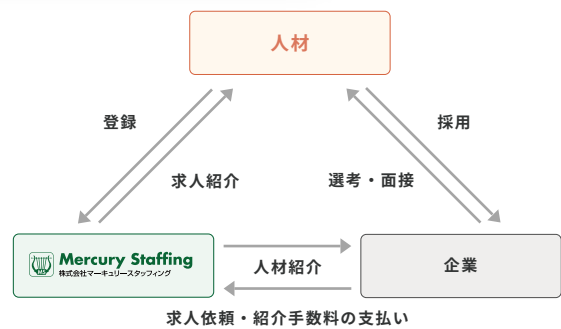 人材
登録
採用
求人紹介
選考・面接
Mercury Staffing
株式会社マーキュリースタッフィング
人材紹介
企業
求人依頼・紹介手数料の支払い